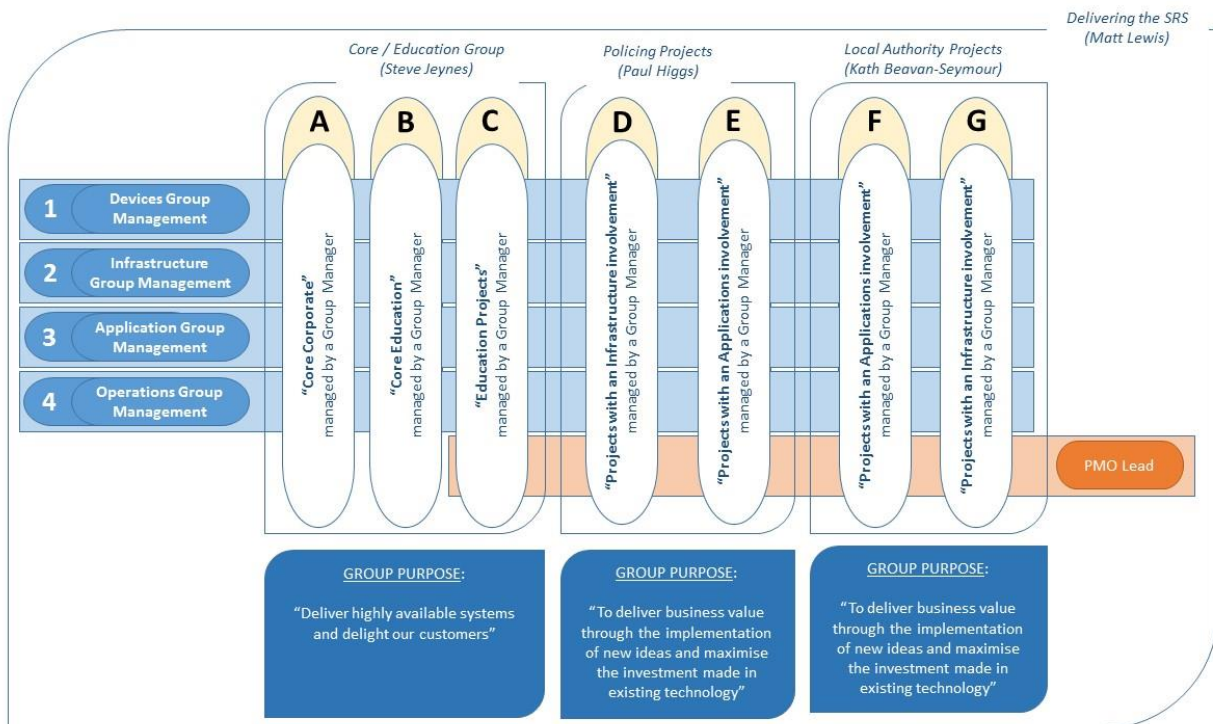 Delivering the SRS
(Matt Lewis)
Core / Education Group
(Steve Jeynes)
Policing Projects
(Paul Higgs)
Local Authority Projects
(Kath Beavan-Seymour)
A
B
C
D
E
F
G
1
Devices Group
Management
2
Infrastructure
Group Management
3
Application Group
Management
4
Operations Group
Management
“Core Corporate”
managed by a Group Manager
“Core Education”
managed by a Group Manager
“Education Projects”
managed by a Group Manager
“Projects with an Infrastructure involvement”
managed by a Group Manager
“Projects with an Applications involvement”
managed by a Group Manager
“Projects with an Applications involvement”
managed by a Group Manager
“Projects with an Infrastructure involvement”
managed by a Group Manager
PMO Lead
GROUP PURPOSE:
“Deliver highly available systems
and delight our customers”
GROUP PURPOSE:
“To deliver business value
through the implementation
of new ideas and maximise
the investment made in
existing technology”
GROUP PURPOSE:
“To deliver business value
through the implementation
of new ideas and maximise
the investment made in
existing technology”